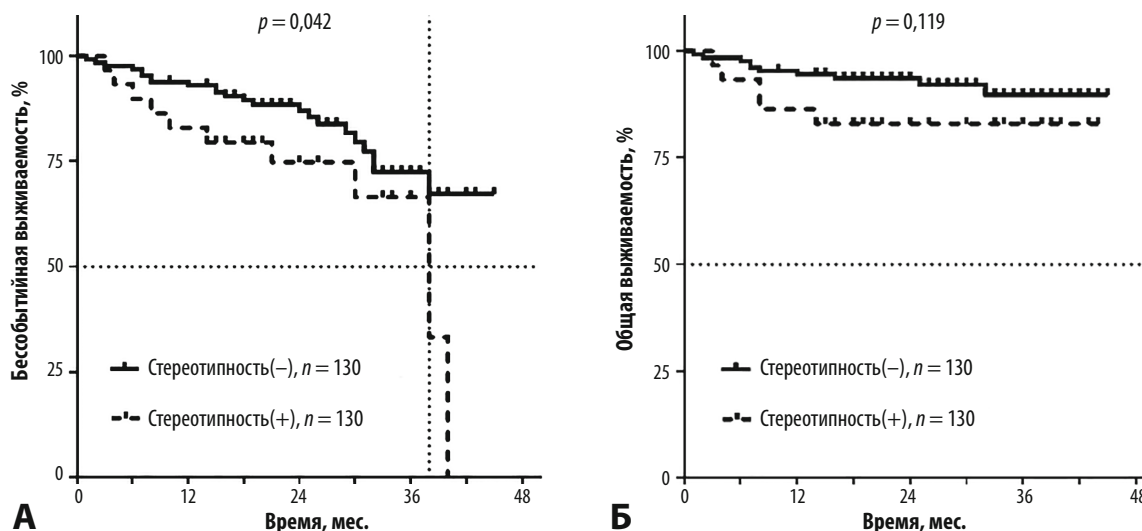 p = 0,042
Бессобытийная выживаемость, %
100
75
50
25
0
Стереотипность(–), n = 130
Стереотипность(+), n = 130
0 12 24 36 48
Время, мес.
А
p = 0,119
Общая выживаемость, %
100
75
50
25
0
Стереотипность(–), n = 130
Стереотипность(+), n = 130
0 12 24 36 48
Время, мес.
Б